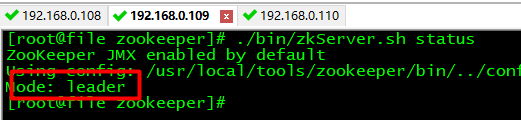 192.168.0.108
192.168.0.109
192.168.0.110
[root@file zookeeper]# ./bin/zkServer.sh status
ZooKeeper JMX enabled by default
Using config: /usr/local/tools/zookeeper/bin/../conf
Mode: leader
[root@file zookeeper]#